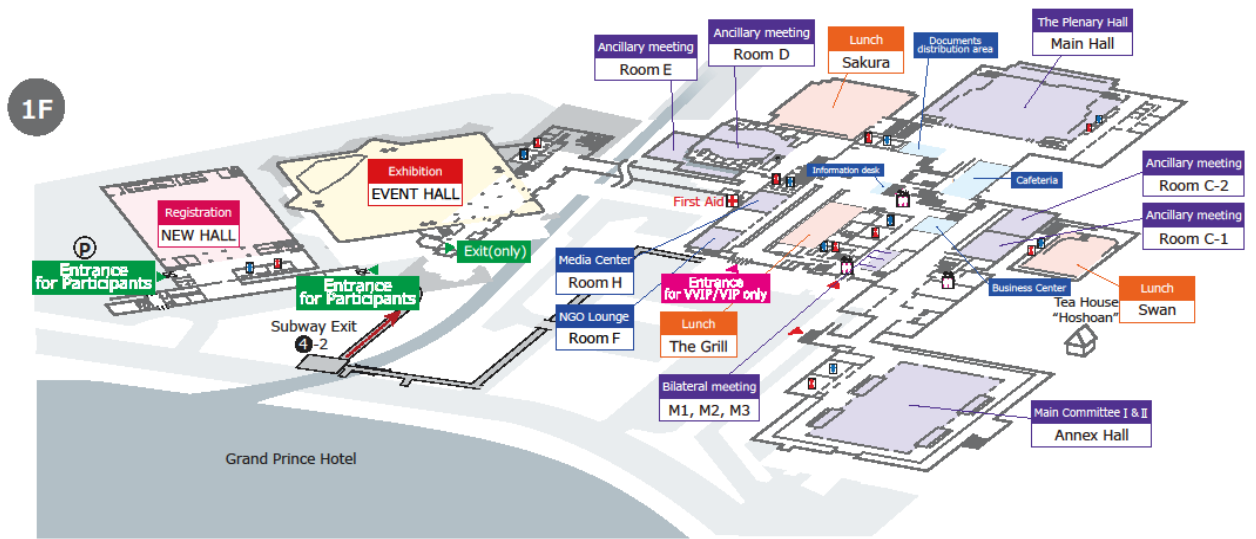 1F
Ancillary meeting
Room E
Ancillary meeting
Room D
Lunch
Sakura
Documents
distribution area
The Plenary Hall
Main Hall
Exhibition
EVENT HALL
Registration
NEW HALL
Information desk
Cafeteria
Ancillary meeting
Room C-2
Ancillary meeting
Room C-1
First Aid
P
Entrance
for Participants
Exit(only)
Entrance
for Participants
Media Center
Room H
Entrance
for VVIP/VIP only
Business Center
Lunch
Swan
Tea House
"Hoshoan"
NGO Lounge
Room F
Lunch
The Grill
Subway Exit
4-2
Bilateral meeting
M1, M2, M3
Main Committee Ⅰ & Ⅱ
Annex Hall
Grand Prince Hotel